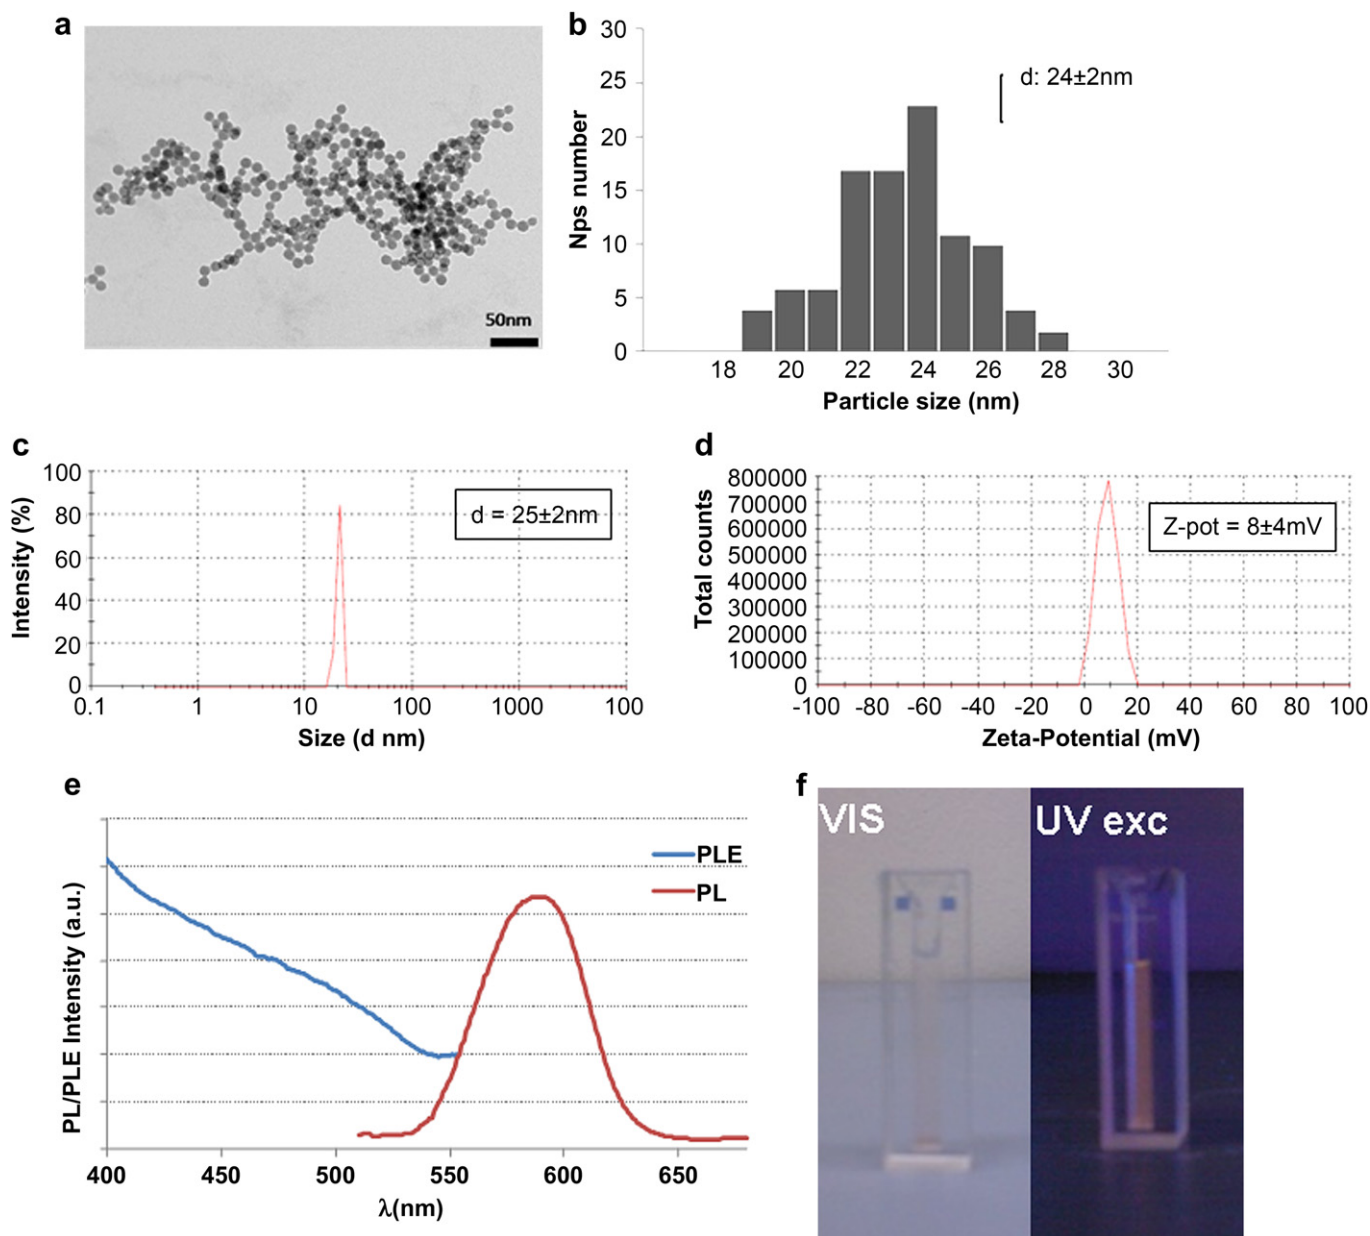 a
50nm
b
30
25
20
15
10
5
0
Nps number
d: 24±2nm
18 20 22 24 26 28 30
Particle size (nm)
c
100
80
60
40
20
0
Intensity (%)
d = 25±2nm
0.1 1 10 100 1000 100
Size (d nm)
d
800000
700000
600000
500000
400000
300000
200000
100000
0
Total counts
Z-pot = 8±4mV
-100 -80 -60 -40 -20 0 20 40 60 80 100
Zeta-Potential (mV)
e
PL/PLE Intensity (a.u.)
PLE
PL
400 450 500 550 600 650
λ(nm)
f
VIS
UV exc